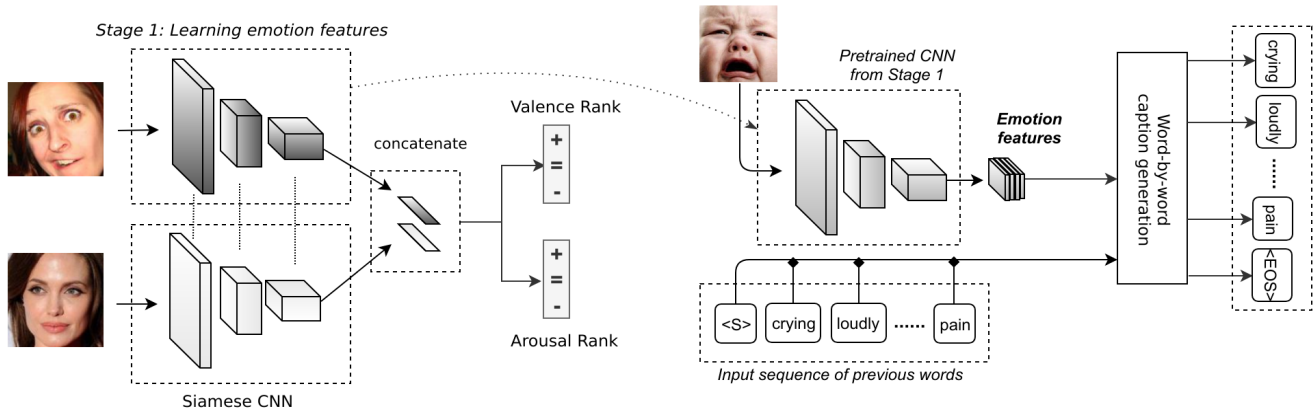 Stage 1: Learning emotion features
Valence Rank
+
=
-
concatenate
+
=
-
Arousal Rank
Siamese CNN
Pretrained CNN
from Stage 1
Emotion
features
Word-by-word
caption generation
crying
loudly
......
pain
<EOS>
<S>
crying
loudly
......
pain
Input sequence of previous words